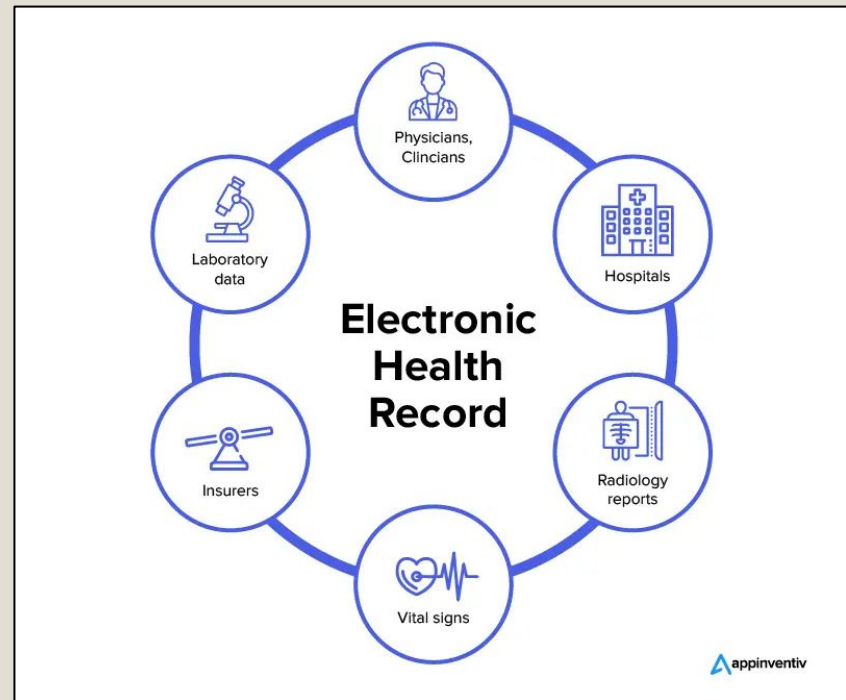 Physicians,
Clincians
Laboratory
data
Hospitals
Electronic
Health
Record
Insurers
Radiology
reports
Vital signs
appinventiv